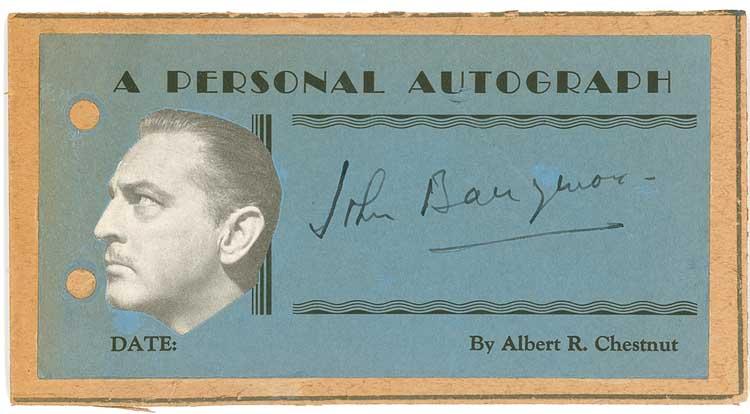 A PERSONAL AUTOGRAPH
John Barrymore
DATE:
By Albert R. Chestnut